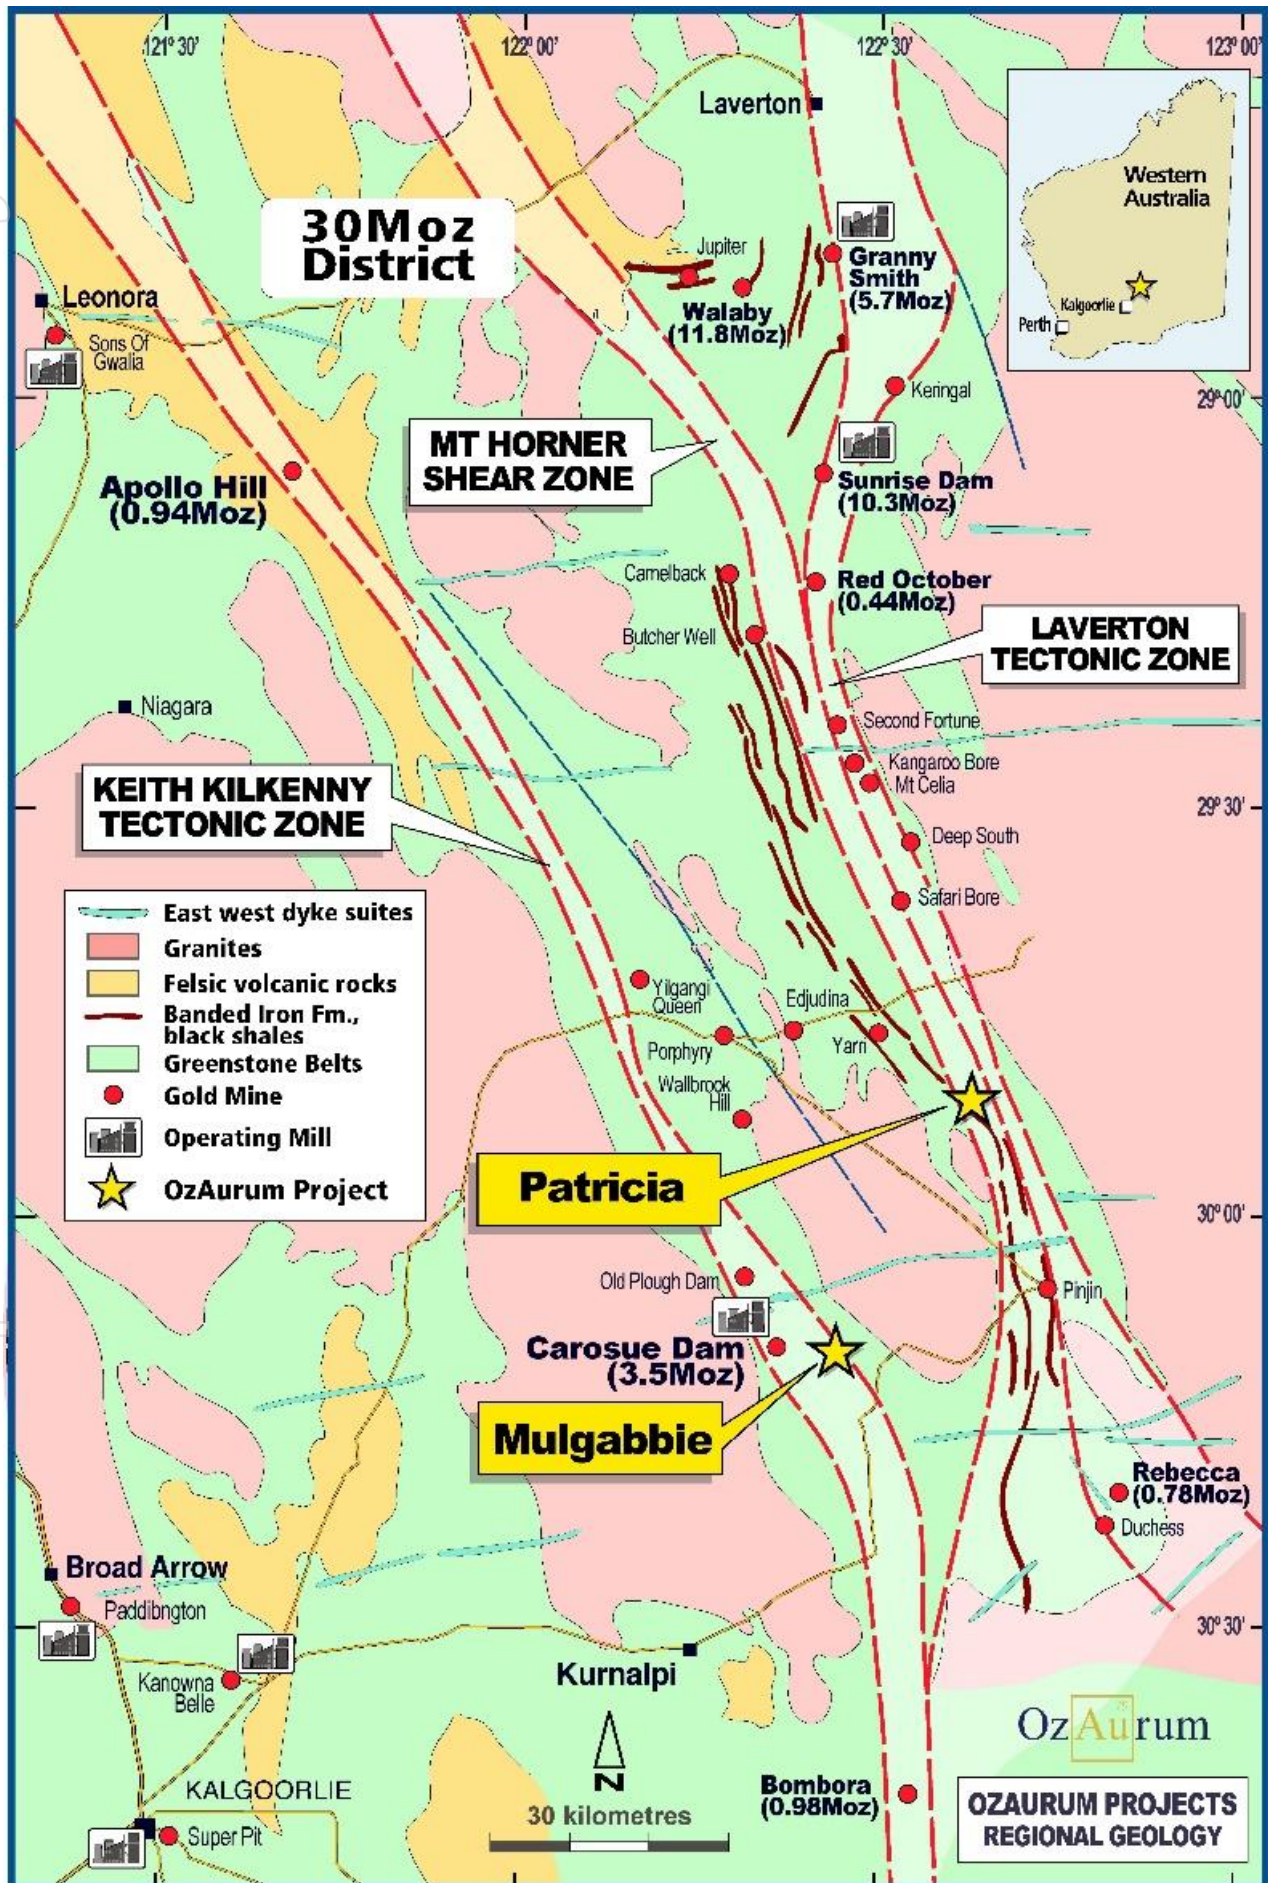 121° 30'
122° 00'
122° 30'
123° 00'
Laverton
Western
Australia
Kalgoorlie
Perth
30Moz
District
Jupiter
Granny
Smith
(5.7Moz)
Walaby
(11.8Moz)
Leonora
Sons Of
Gwalia
Keringal
29° 00'
MT HORNER
SHEAR ZONE
Apollo Hill
(0.94Moz)
Sunrise Dam
(10.3Moz)
Camelback
Red October
(0.44Moz)
Butcher Well
LAVERTON
TECTONIC ZONE
Niagara
Second Fortune
Kangaroo Bore
Mt Celia
KEITH KILKENNY
TECTONIC ZONE
29° 30'
Deep South
Safari Bore
East west dyke suites
Granites
Felsic volcanic rocks
Banded Iron Fm.,
black shales
Greenstone Belts
Gold Mine
Operating Mill
OzAurum Project
Yilgangi
Queen
Edjudina
Porphyry
Yarri
Wallbrook
Hill
Patricia
30° 00'
Old Plough Dam
Pinjin
Carosue Dam
(3.5Moz)
Mulgabbie
Rebecca
(0.78Moz)
Duchess
Broad Arrow
Paddibngton
30° 30'
Kanowna
Belle
Kurnalpi
N
30 kilometres
KALGOORLIE
Super Pit
Bombora
(0.98Moz)
OzAurum
OZAURUM PROJECTS
REGIONAL GEOLOGY